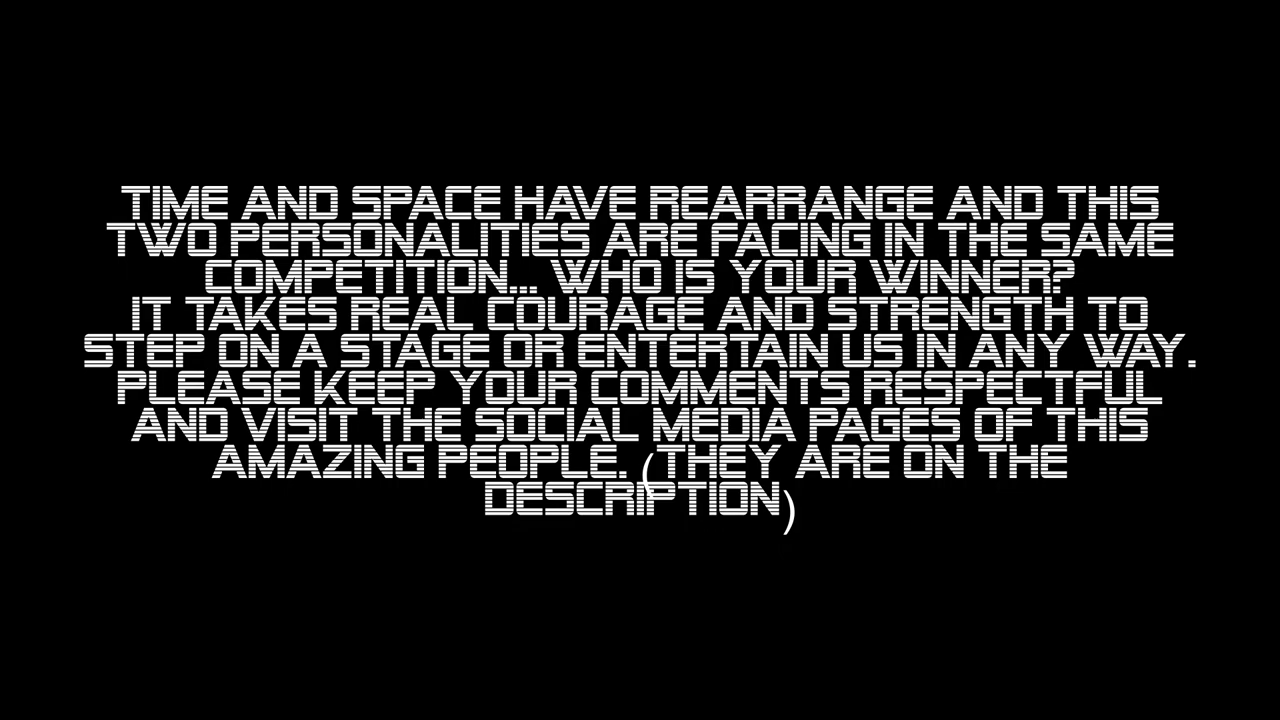 TIME AND SPACE HAVE REARRANGE AND THIS
TWO PERSONALITIES ARE FACING IN THE SAME
COMPETITION... WHO IS YOUR WINNER?
IT TAKES REAL COURAGE AND STRENGTH TO
STEP ON A STAGE OR ENTERTAIN US IN ANY WAY.
PLEASE KEEP YOUR COMMENTS RESPECTFUL
AND VISIT THE SOCIAL MEDIA PAGES OF THIS
AMAZING PEOPLE. (THEY ARE ON THE
DESCRIPTION)